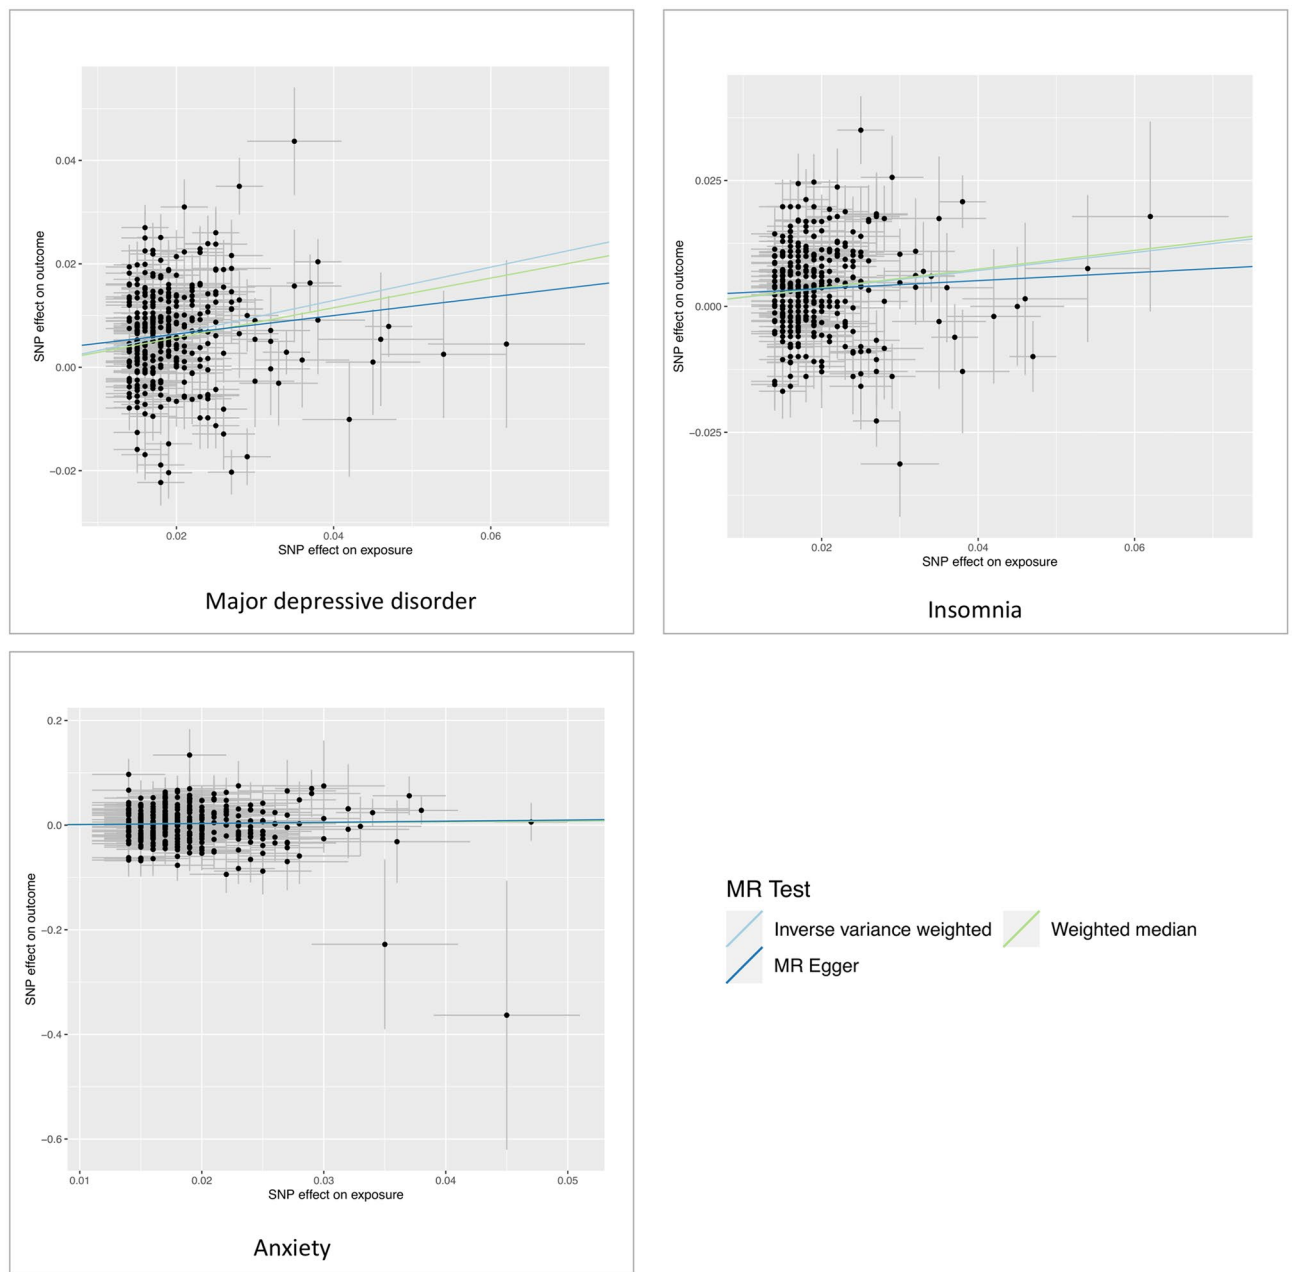 SNP effect on outcome
0.04
0.02
0.00
−0.02
0.02
0.04
0.06
SNP effect on exposure
Major depressive disorder
SNP effect on outcome
0.025
0.000
−0.025
0.02
0.04
0.06
SNP effect on exposure
Insomnia
SNP effect on outcome
0.2
0.0
−0.2
−0.4
−0.6
0.01
0.02
0.03
0.04
0.05
SNP effect on exposure
Anxiety
MR Test
Inverse variance weighted
Weighted median
MR Egger